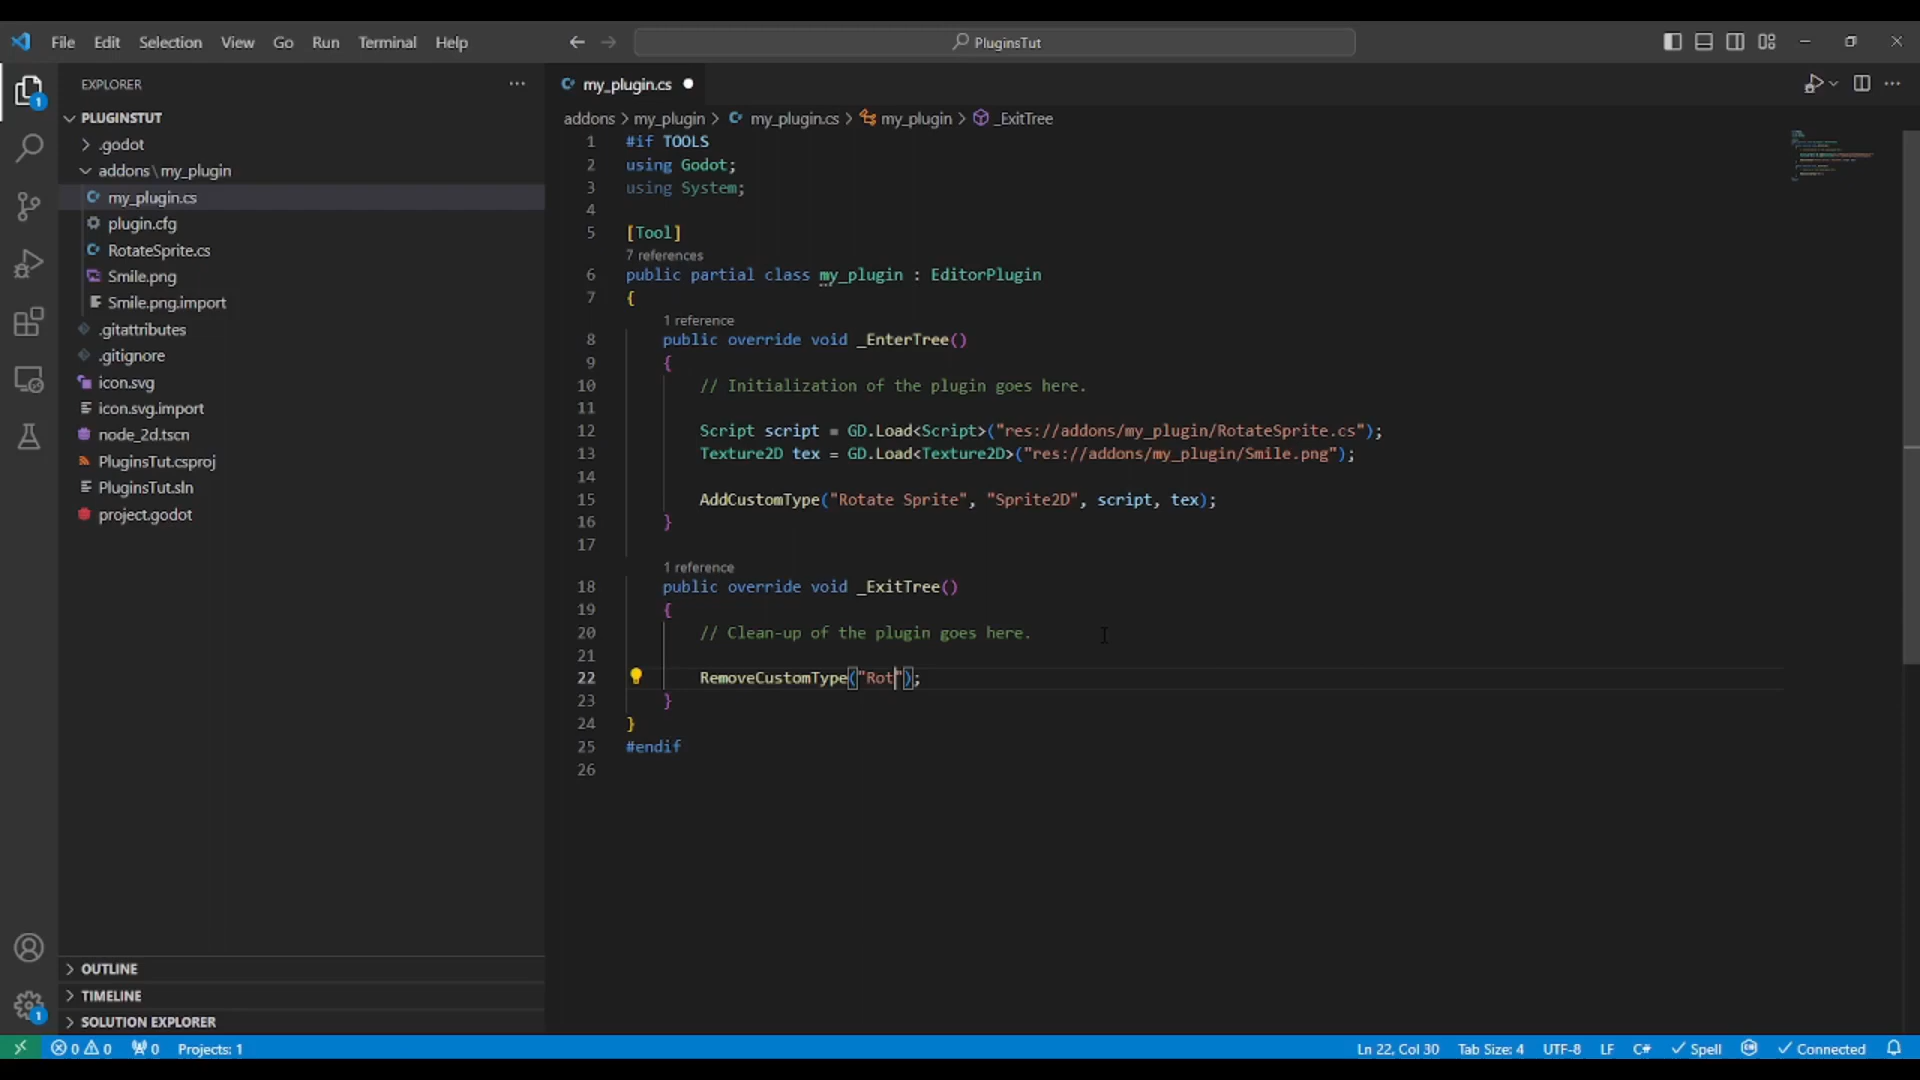 File Edit Selection View Go Run Terminal Help
PluginsTut
EXPLORER
PLUGINSTUT
.godot
addons\my_plugin
my_plugin.cs
plugin.cfg
RotateSprite.cs
Smile.png
Smile.png.import
.gitattributes
.gitignore
icon.svg
icon.svg.import
node_2d.tscn
PluginsTut.csproj
PluginsTut.sln
project.godot
OUTLINE
TIMELINE
SOLUTION EXPLORER
1
1
my_plugin.cs
addons > my_plugin > my_plugin.cs > my_plugin > _ExitTree
1 #if TOOLS
2 using Godot;
3 using System;
4
5 [Tool]
7 references
6 public partial class my_plugin : EditorPlugin
7 {
1 reference
8 public override void _EnterTree()
9 {
10 // Initialization of the plugin goes here.
11
12 Script script = GD.Load<Script>("res://addons/my_plugin/RotateSprite.cs");
13 Texture2D tex = GD.Load<Texture2D>("res://addons/my_plugin/Smile.png");
14
15 AddCustomType("Rotate Sprite", "Sprite2D", script, tex);
16 }
17
1 reference
18 public override void _ExitTree()
19 {
20 // Clean-up of the plugin goes here.
21
22 RemoveCustomType("Rot");
23 }
24 }
25 #endif
26
0 0 0 Projects: 1 Ln 22, Col 30 Tab Size: 4 UTF-8 LF C# Spell Connected